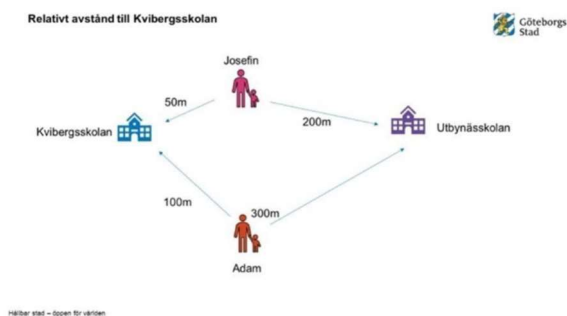 Relativt avstånd till Kvibergsskolan
Göteborgs
Stad
Josefin
50m
200m
Kvibergsskolan
Utbynässkolan
100m
300m
Adam
Hållbar stad – öppen för världen